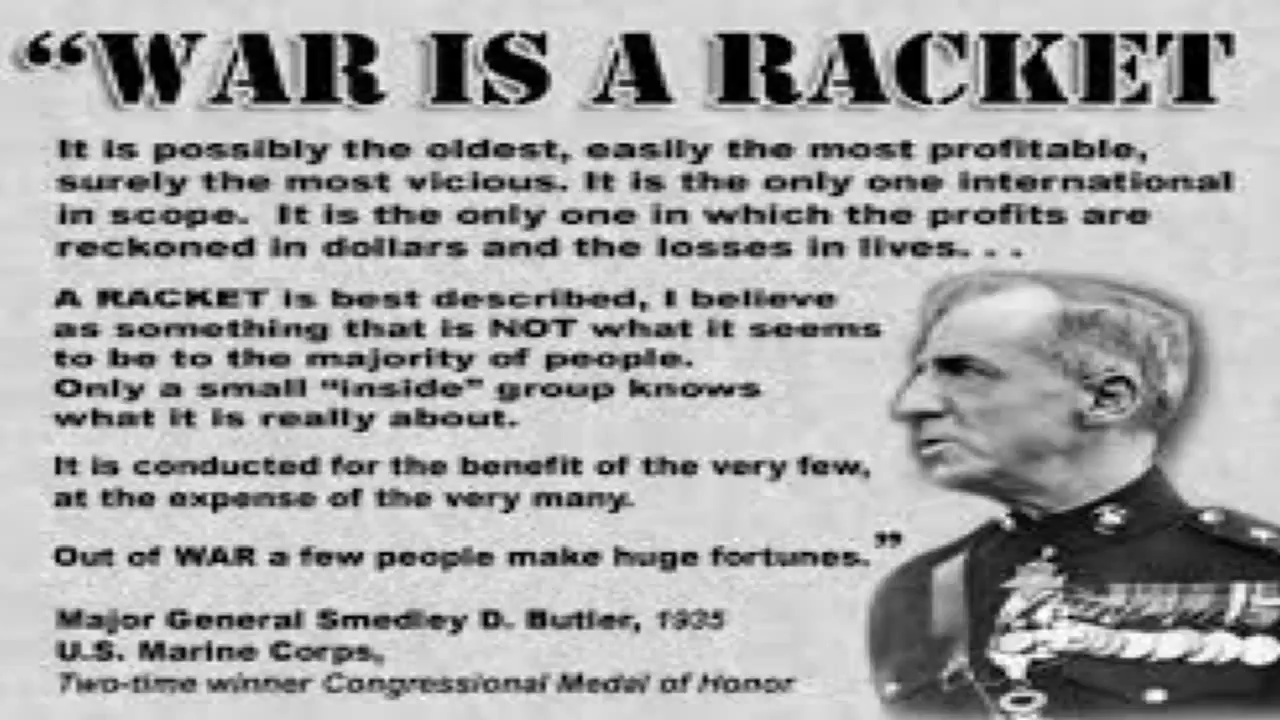 “WAR IS A RACKET
It is possibly the oldest, easily the most profitable,
surely the most vicious. It is the only one international
in scope. It is the only one in which the profits are
reckoned in dollars and the losses in lives. . .
A RACKET is best described, I believe
as something that is NOT what it seems
to be to the majority of people.
Only a small “inside” group knows
what it is really about.
It is conducted for the benefit of the very few,
at the expense of the very many.
Out of WAR a few people make huge fortunes.”
Major General Smedley D. Butler, 1935
U.S. Marine Corps,
Two-time winner Congressional Medal of Honor